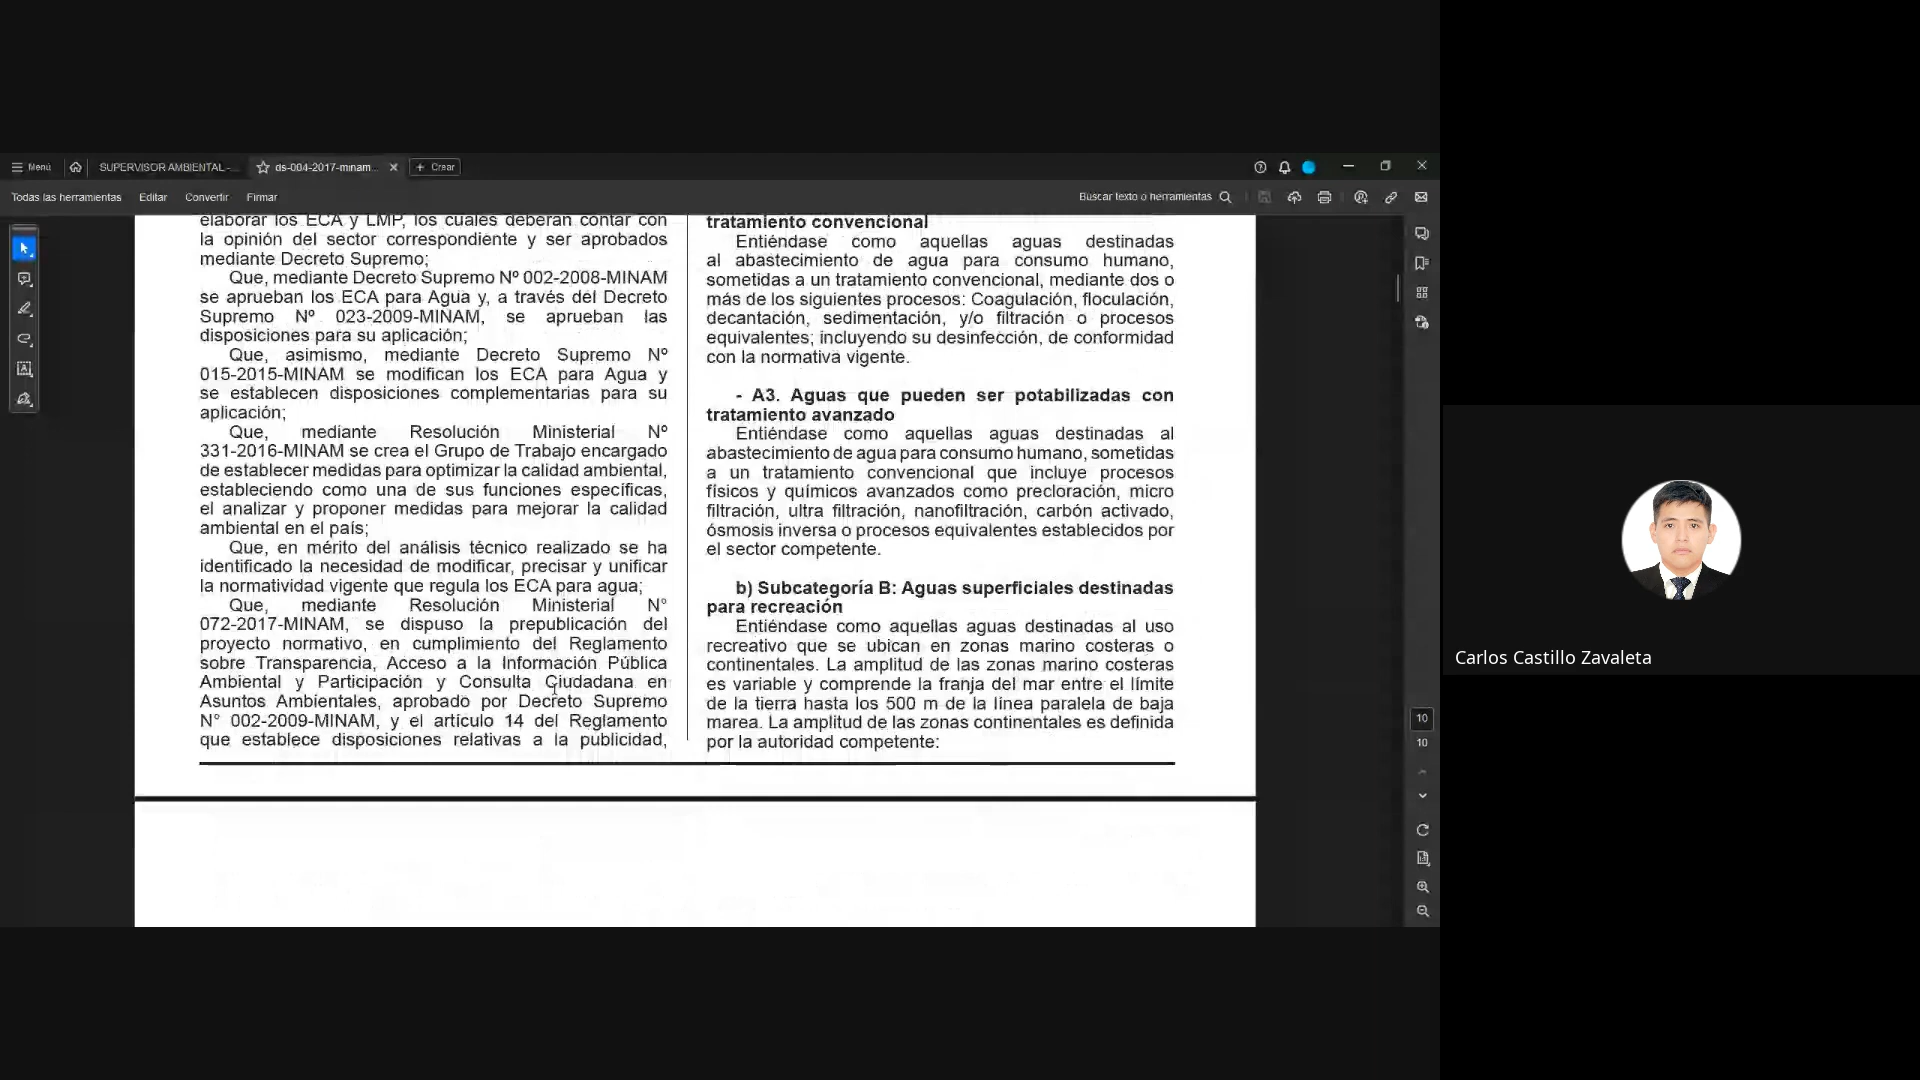 Menú
SUPERVISOR AMBIENTAL -...
ds-004-2017-minam...
Crear
Todas las herramientas
Editar
Convertir
Firmar
Buscar texto o herramientas
elaborar los ECA y LMP, los cuales deberán contar con
la opinión del sector correspondiente y ser aprobados
mediante Decreto Supremo;
Que, mediante Decreto Supremo Nº 002-2008-MINAM
se aprueban los ECA para Agua y, a través del Decreto
Supremo Nº 023-2009-MINAM, se aprueban las
disposiciones para su aplicación;
Que, asimismo, mediante Decreto Supremo Nº
015-2015-MINAM se modifican los ECA para Agua y
se establecen disposiciones complementarias para su
aplicación;
Que, mediante Resolución Ministerial Nº
331-2016-MINAM se crea el Grupo de Trabajo encargado
de establecer medidas para optimizar la calidad ambiental,
estableciendo como una de sus funciones específicas,
el analizar y proponer medidas para mejorar la calidad
ambiental en el país;
Que, en mérito del análisis técnico realizado se ha
identificado la necesidad de modificar, precisar y unificar
la normatividad vigente que regula los ECA para agua;
Que, mediante Resolución Ministerial N°
072-2017-MINAM, se dispuso la prepublicación del
proyecto normativo, en cumplimiento del Reglamento
sobre Transparencia, Acceso a la Información Pública
Ambiental y Participación y Consulta Ciudadana en
Asuntos Ambientales, aprobado por Decreto Supremo
N° 002-2009-MINAM, y el artículo 14 del Reglamento
que establece disposiciones relativas a la publicidad,
tratamiento convencional
Entiéndase como aquellas aguas destinadas
al abastecimiento de agua para consumo humano,
sometidas a un tratamiento convencional, mediante dos o
más de los siguientes procesos: Coagulación, floculación,
decantación, sedimentación, y/o filtración o procesos
equivalentes; incluyendo su desinfección, de conformidad
con la normativa vigente.
- A3. Aguas que pueden ser potabilizadas con
tratamiento avanzado
Entiéndase como aquellas aguas destinadas al
abastecimiento de agua para consumo humano, sometidas
a un tratamiento convencional que incluye procesos
físicos y químicos avanzados como precloración, micro
filtración, ultra filtración, nanofiltración, carbón activado,
ósmosis inversa o procesos equivalentes establecidos por
el sector competente.
b) Subcategoría B: Aguas superficiales destinadas
para recreación
Entiéndase como aquellas aguas destinadas al uso
recreativo que se ubican en zonas marino costeras o
continentales. La amplitud de las zonas marino costeras
es variable y comprende la franja del mar entre el límite
de la tierra hasta los 500 m de la línea paralela de baja
marea. La amplitud de las zonas continentales es definida
por la autoridad competente:
10
10
Carlos Castillo Zavaleta